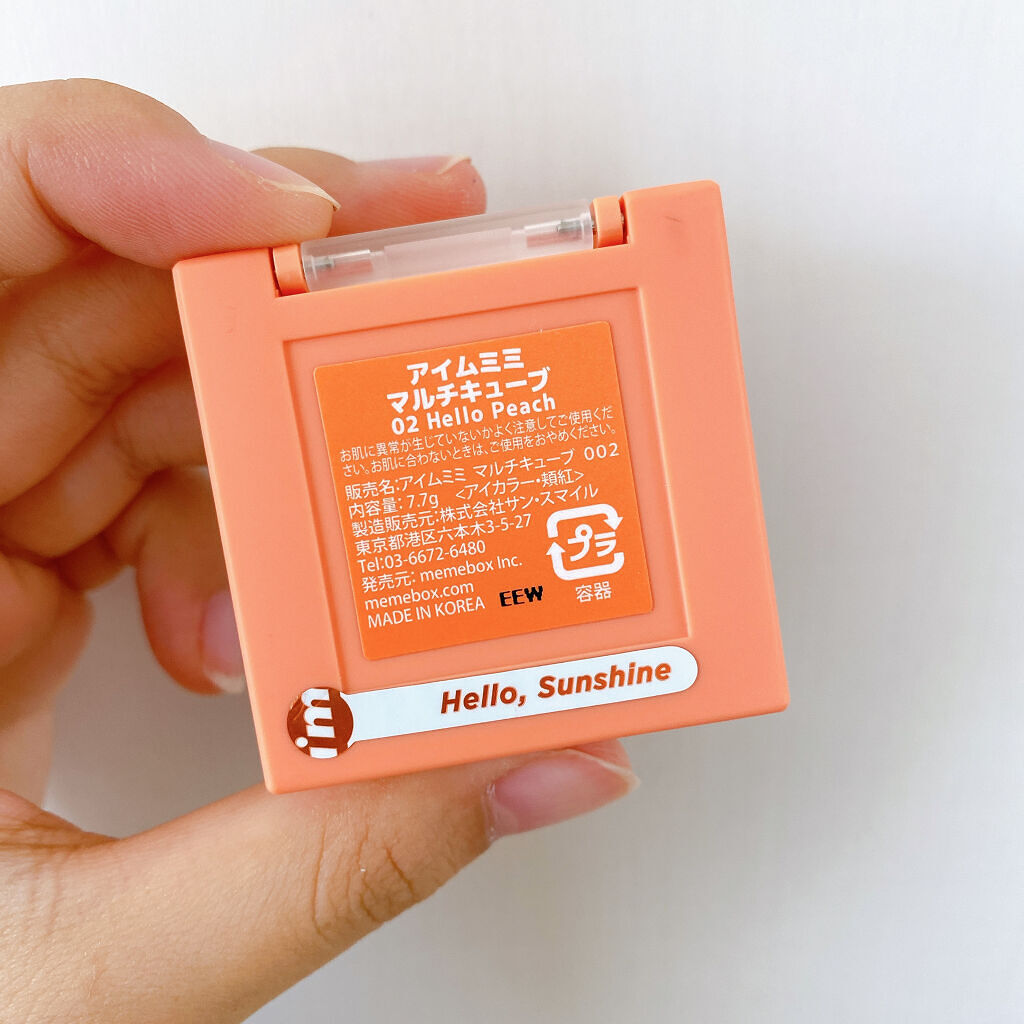 アイムミミ
マルチキューブ
02 Hello Peach
お肌に異常が生じていないかよく注意してご使用くだ
さい。お肌に合わないときは、ご使用をおやめください。
販売名:アイムミミ マルチキューブ 002
内容量:7.7g <アイカラー・頬紅>
製造販売元:株式会社サン・スマイル
東京都港区六本木3-5-27
Tel:03-6672-6480
発売元: memebox Inc.
memebox.com
MADE IN KOREA EEW
プラ
容器
im
Hello, Sunshine